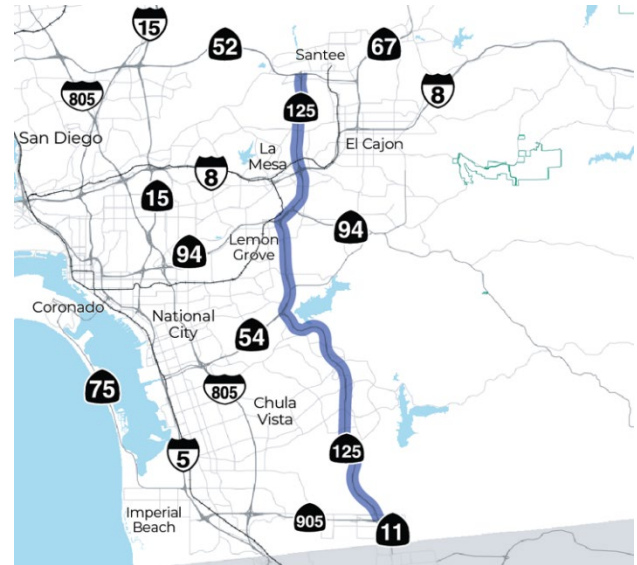 15
52
Santee
67
805
125
8
San Diego
La
Mesa
El Cajon
8
15
94
Lemon
Grove
94
Coronado
National
City
54
75
805
Chula
Vista
5
125
Imperial
Beach
905
11